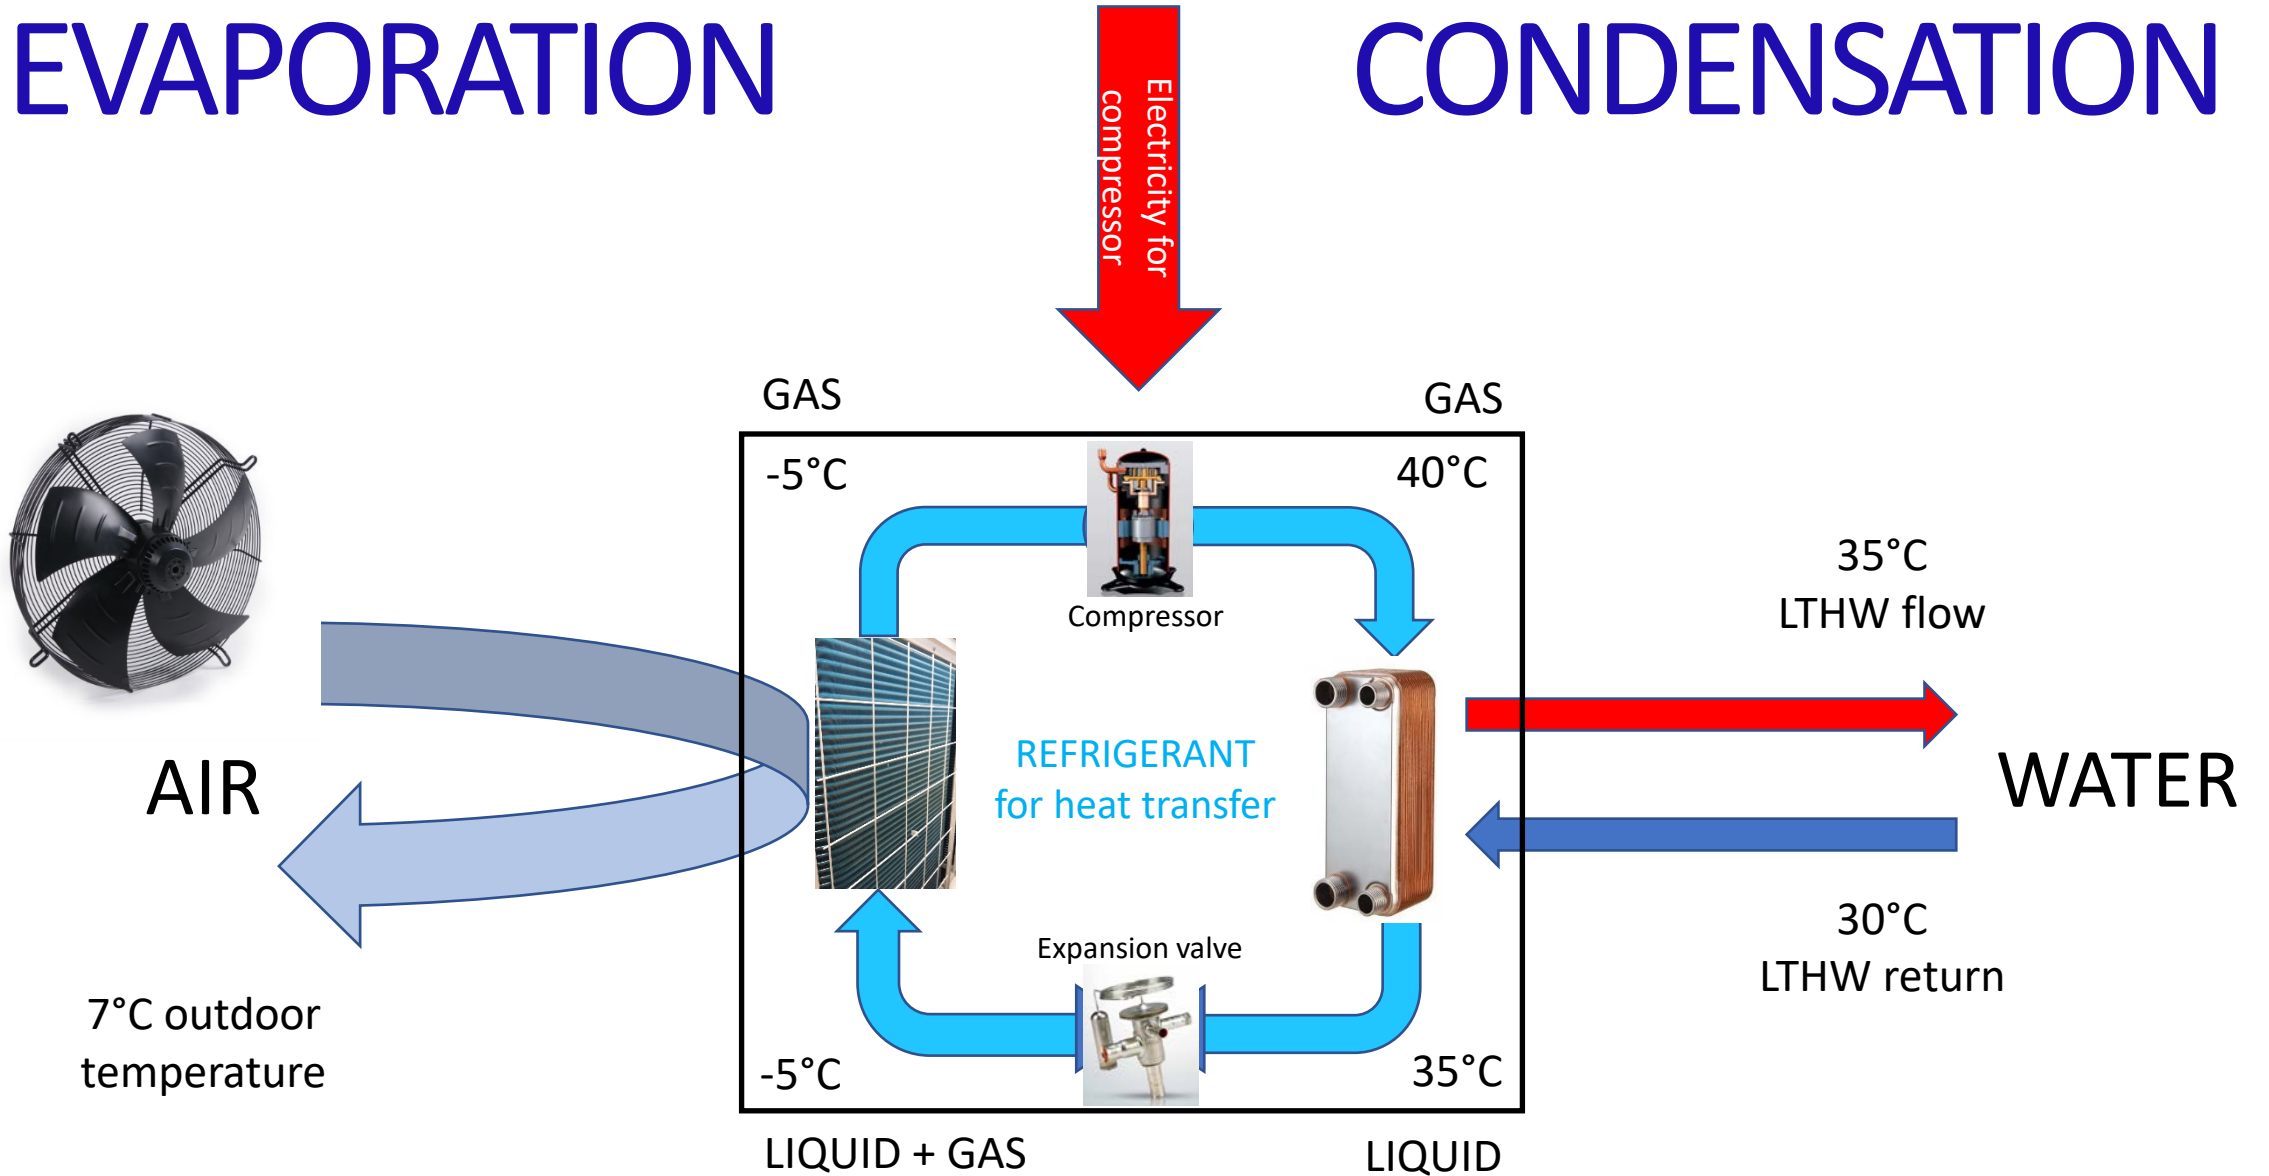 EVAPORATION
CONDENSATION
Electricity for
compressor
GAS
GAS
-5°C
40°C
Compressor
35°C
LTHW flow
REFRIGERANT
for heat transfer
AIR
WATER
30°C
LTHW return
Expansion valve
7°C outdoor
temperature
-5°C
35°C
LIQUID + GAS
LIQUID